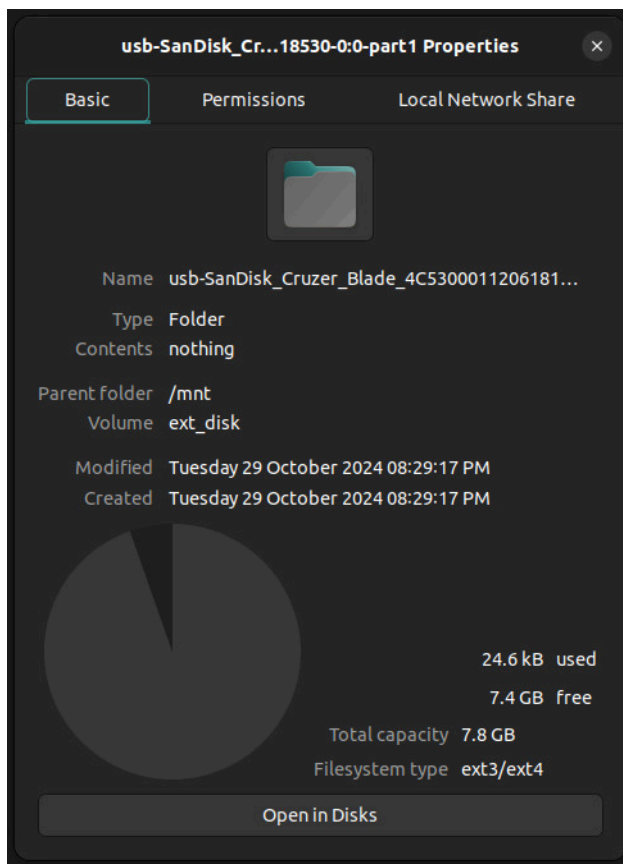 usb-SanDisk_Cr...18530-0:0-part1 Properties
Basic Permissions Local Network Share
Name usb-SanDisk_Cruzer_Blade_4C5300011206181...
Type Folder
Contents nothing
Parent folder /mnt
Volume ext_disk
Modified Tuesday 29 October 2024 08:29:17 PM
Created Tuesday 29 October 2024 08:29:17 PM
24.6 kB used
7.4 GB free
Total capacity 7.8 GB
Filesystem type ext3/ext4
Open in Disks